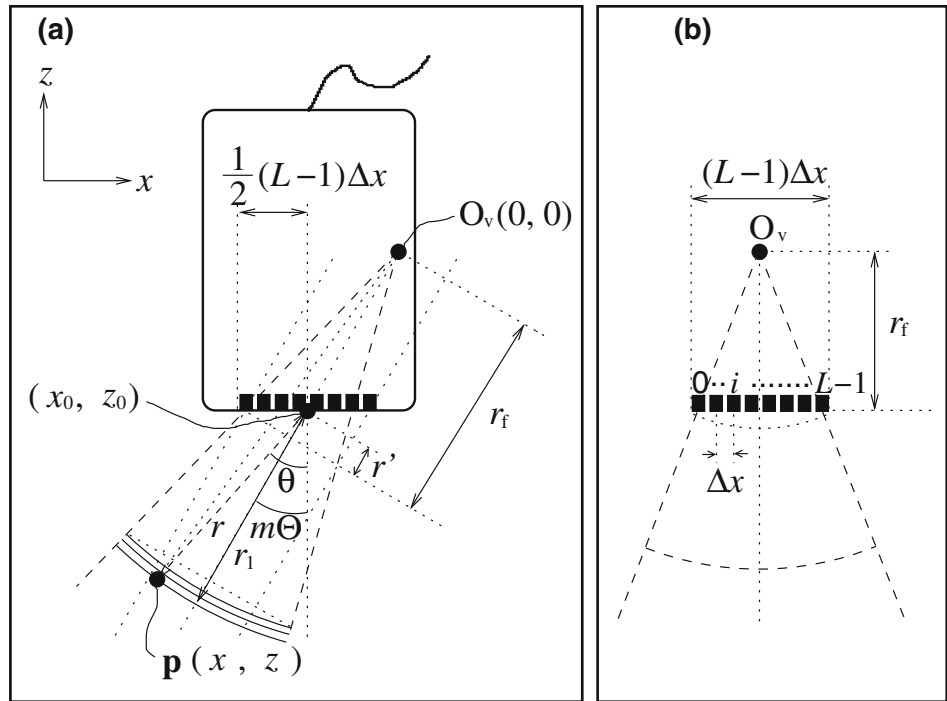 (a)
z
x
1/2 (L−1)Δx
O_v(0, 0)
(x_0, z_0)
r_f
r'
θ
r
mΘ
r_1
p(x, z)
(b)
(L−1)Δx
O_v
r_f
0··i········L−1
Δx